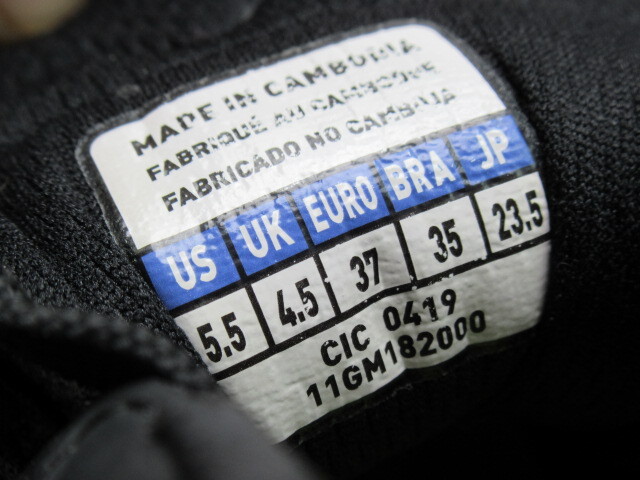 MADE IN CAMBODIA
FABRIQUÉ AU CAMBODGE
FABRICADO NO CAMBAJA
US UK EURO BRA JP
5.5 4.5 37 35 23.5
CIC 0419
11GM182000